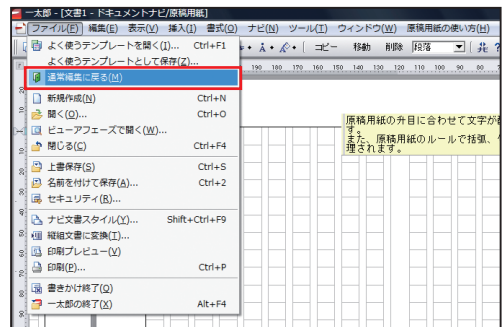 一太郎 - [文書1 - ドキュメントナビ/原稿用紙]
ファイル(F) 編集(E) 表示(V) 挿入(I) 書式(O) ナビ(N) ツール(T) ウィンドウ(W) 原稿用紙の使い方(H)
よく使うテンプレートを開く(I)... Ctrl+F1
コピー 移動 削除 段落
よく使うテンプレートとして保存(Z)...
通常編集に戻る(M)
190 180 170 160 150 140 130 120 110 100 90 80
新規作成(N) Ctrl+N
開く(O)... Ctrl+O
ビューアフェーズで開く(W)...
閉じる(C) Ctrl+F4
原稿用紙の升目に合わせて文字が
す。
また、原稿用紙のルールで括弧、
理されます。
上書保存(S) Ctrl+S
名前を付けて保存(A)... Ctrl+2
セキュリティ(R)...
ナビ文書スタイル(Y)... Shift+Ctrl+F9
縦組文書に変換(T)...
印刷プレビュー(V)
印刷(P)... Ctrl+P
書きかけ終了(Q)
一太郎の終了(X) Alt+F4